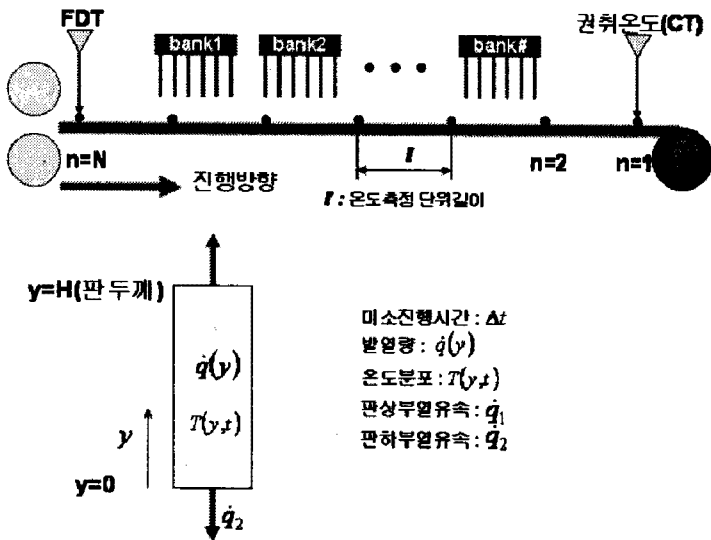 FDT
권취온도(CT)
bank1 bank2 bank#
n=N
l
n=2 n=1
진행방향
l : 온도측정 단위길이
y=H(판 두께)
q̇(y)
T(y,t)
y
y=0
q̇₂
미소진행시간 : Δt
발열량 : q̇(y)
온도분포 : T(y,t)
판상부열유속 : q̇₁
판하부열유속 : q̇₂